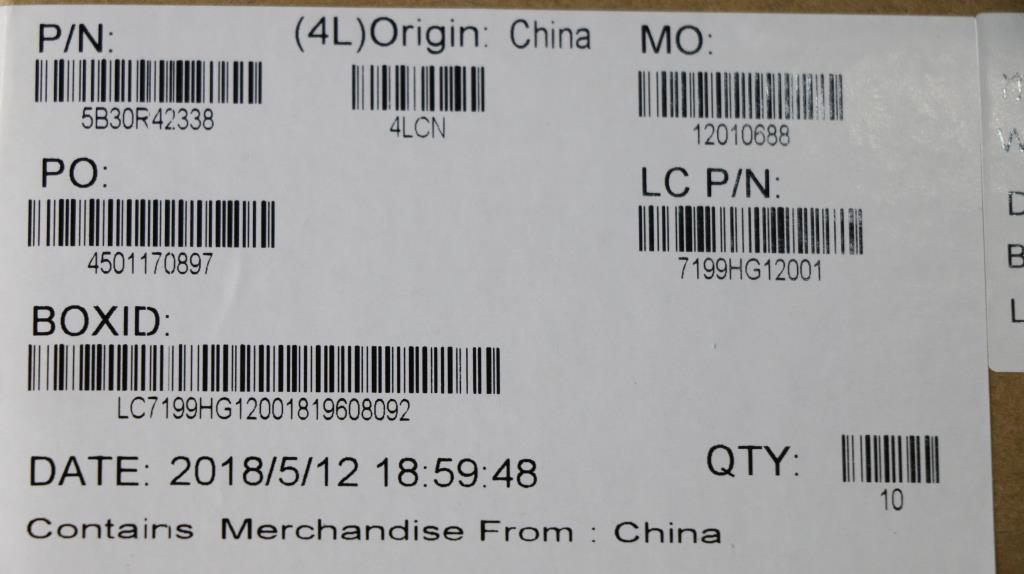 P/N: (4L)Origin: China MO:
5B30R42338 4LCN 12010688
PO: LC P/N:
4501170897 7199HG12001
BOXID:
LC7199HG12001819608092
DATE: 2018/5/12 18:59:48 QTY:
10
Contains Merchandise From : China